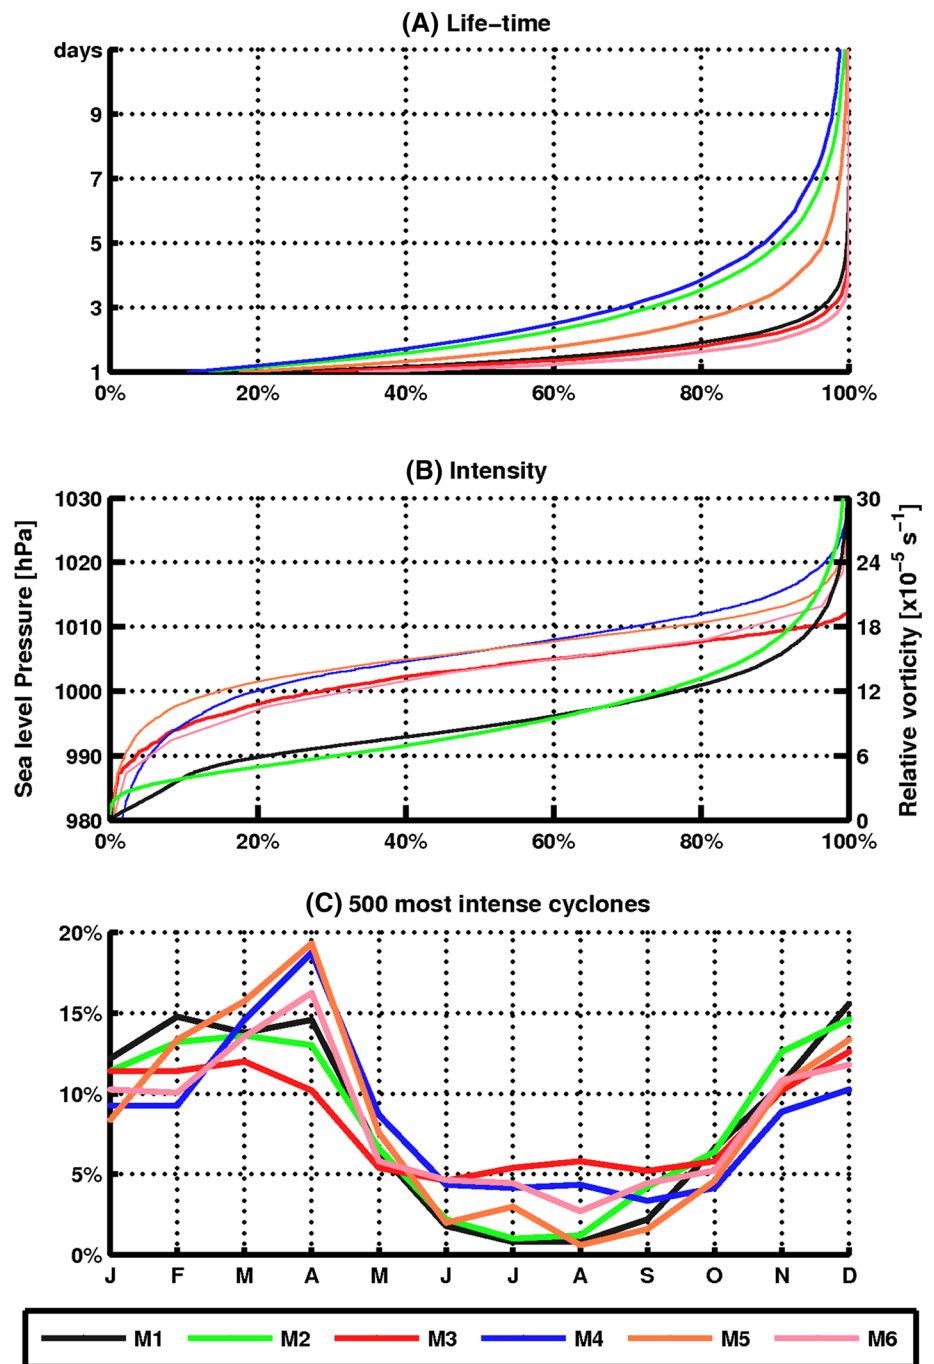 (A) Life−time
days
9
7
5
3
1
0% 20% 40% 60% 80% 100%
(B) Intensity
Sea level Pressure [hPa]
1030
1020
1010
1000
990
980
30
24
18
12
6
0
Relative vorticity [x10⁻⁵ s⁻¹]
0% 20% 40% 60% 80% 100%
(C) 500 most intense cyclones
20%
15%
10%
5%
0%
J F M A M J J A S O N D
M1 M2 M3 M4 M5 M6